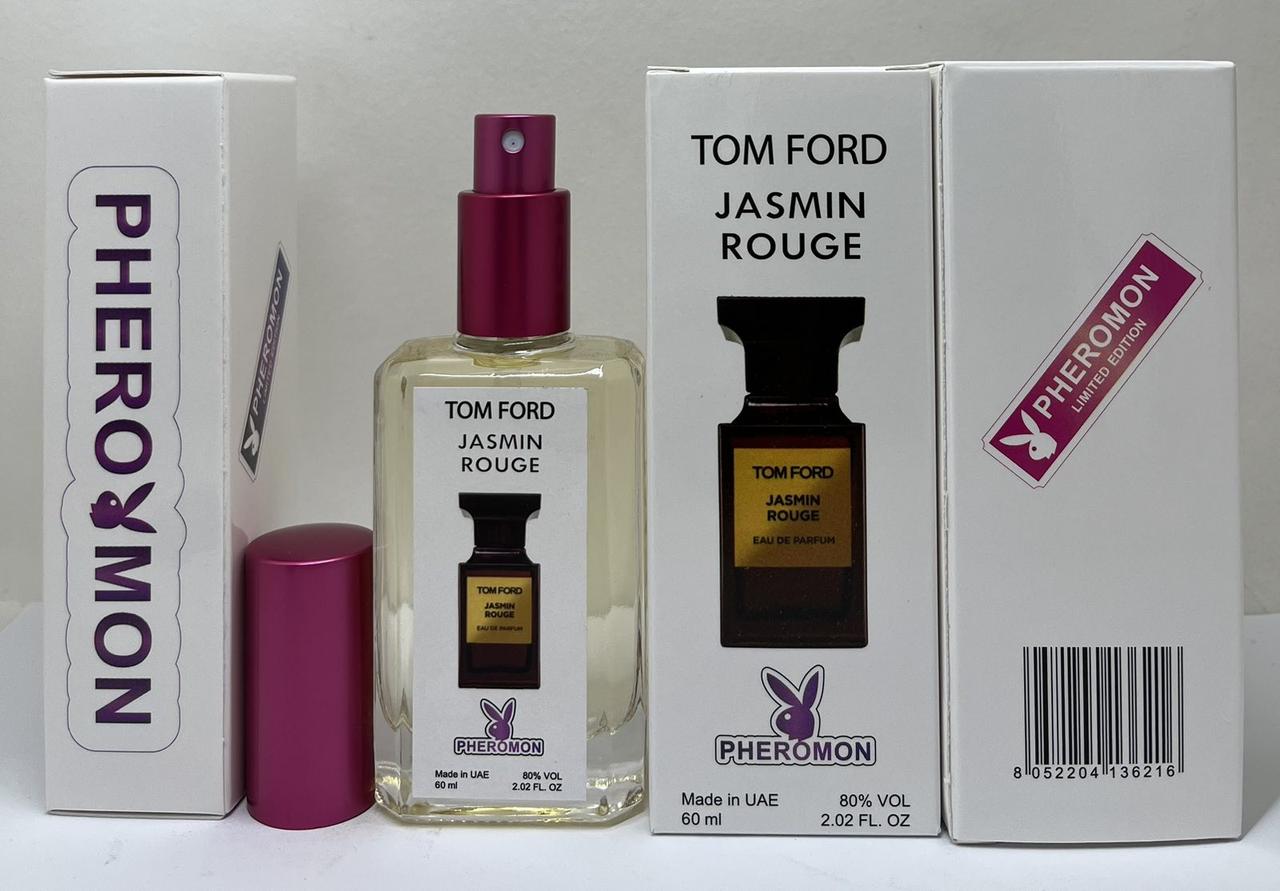 PHEROMON
PHEROMON
TOM FORD
JASMIN
ROUGE
TOM FORD
JASMIN
ROUGE
EAU DE PARFUM
PHEROMON
Made in UAE 80% VOL
60 ml 2.02 FL. OZ
TOM FORD
JASMIN
ROUGE
TOM FORD
JASMIN
ROUGE
EAU DE PARFUM
PHEROMON
Made in UAE 80% VOL
60 ml 2.02 FL. OZ
PHEROMON
LIMITED EDITION
8 052204 136216